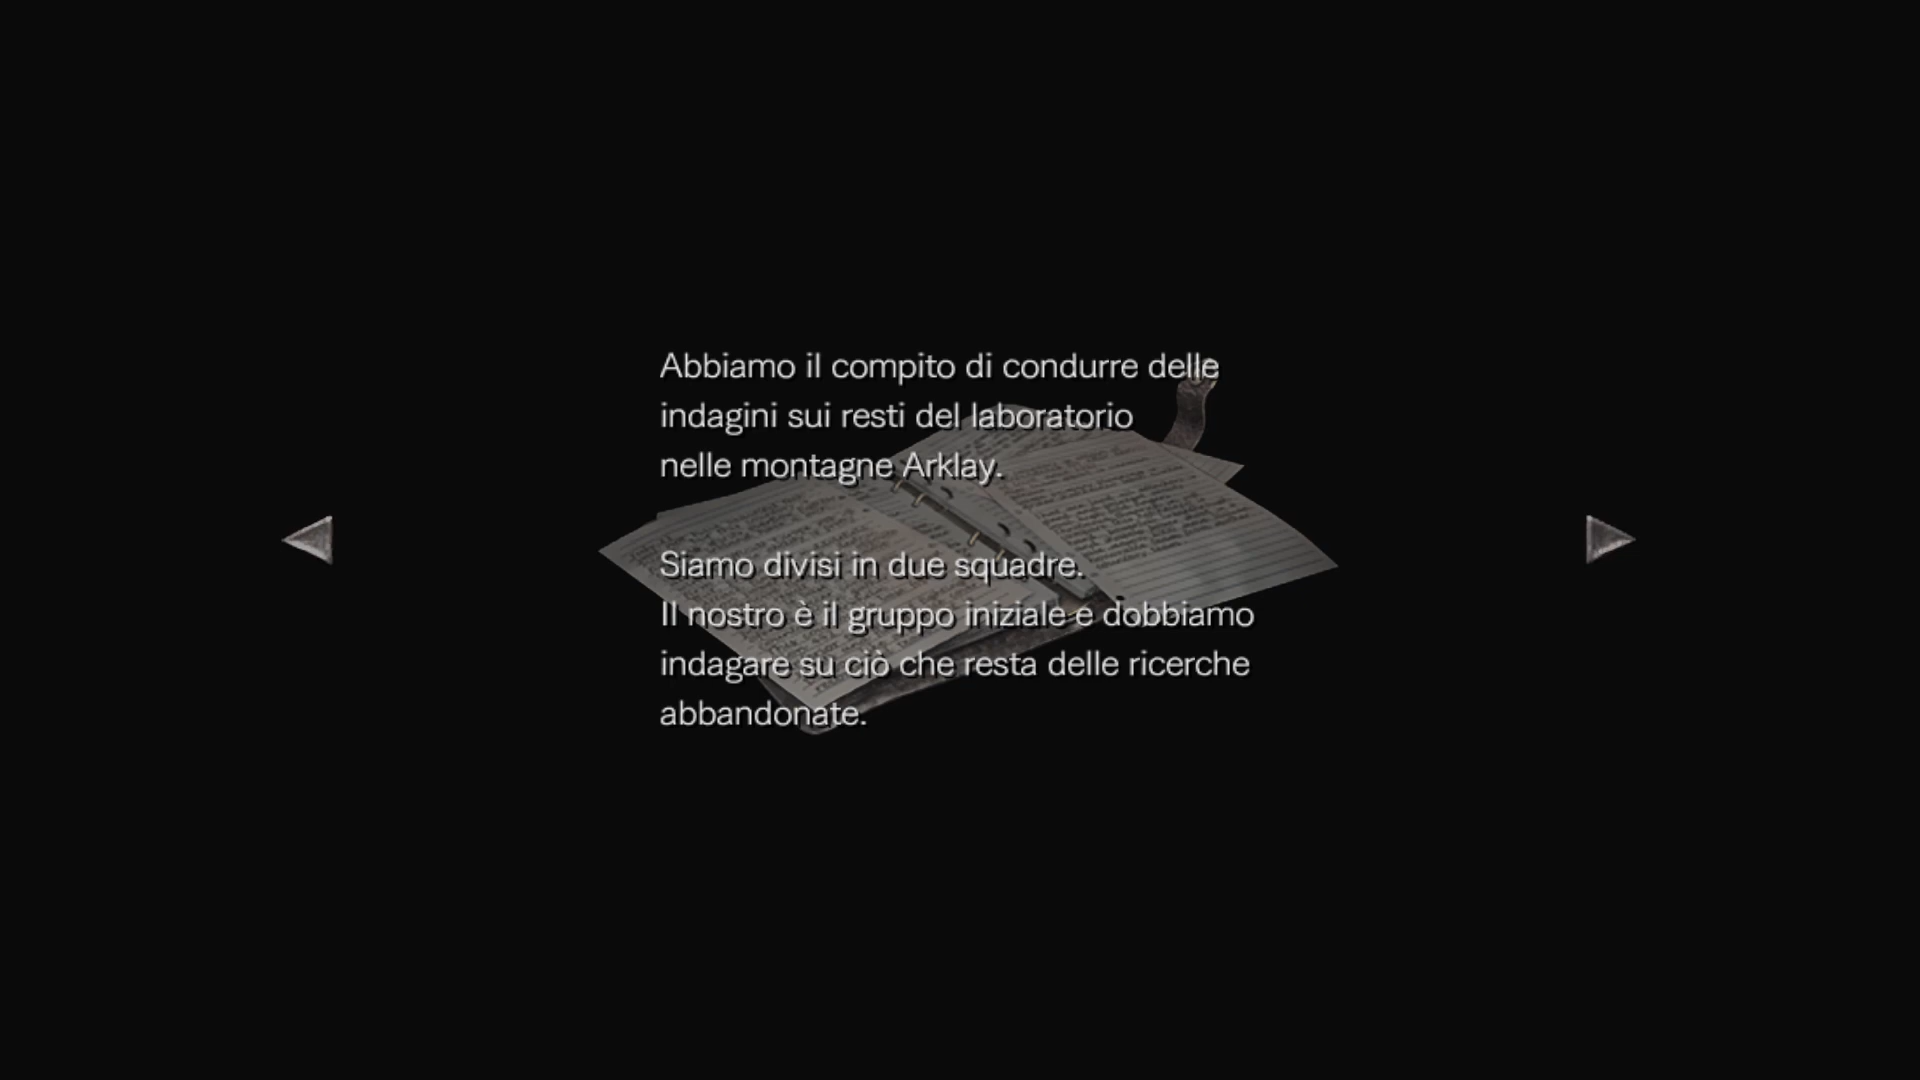 Abbiamo il compito di condurre delle
indagini sui resti del laboratorio
nelle montagne Arklay.
Siamo divisi in due squadre.
Il nostro è il gruppo iniziale e dobbiamo
indagare su ciò che resta delle ricerche
abbandonate.